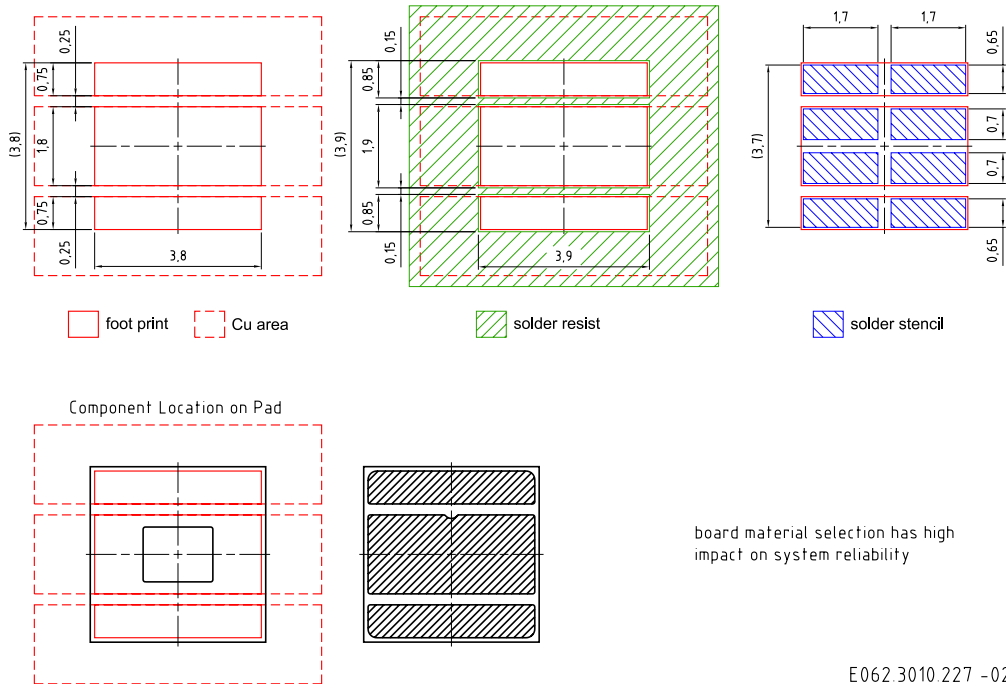 0,25
0,75
(3,8)
1,8
0,75
0,25
3,8
0,15
0,85
(3,9)
1,9
0,85
0,15
3,9
1,7
1,7
0.65
(3,7)
0,7
0,7
0.65
foot print
Cu area
solder resist
solder stencil
Component Location on Pad
board material selection has high
impact on system reliability
E062.3010.227 -02